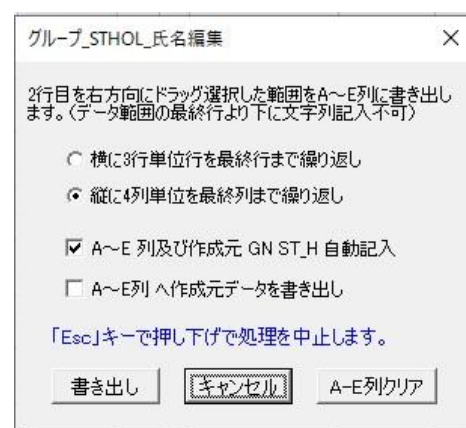 グループ_STHOL_氏名編集
2行目を右方向にドラッグ選択した範囲をA～E列に書き出し
ます。(データ範囲の最終行より下に文字列記入不可)
横に3行単位行を最終行まで繰り返し
縦に4列単位を最終列まで繰り返し
A～E 列及び作成元 GN ST_H 自動記入
A～E列 へ作成元データを書き出し
「Esc」キーで押し下げで処理を中止します。
書き出し キャンセル A-E列クリア